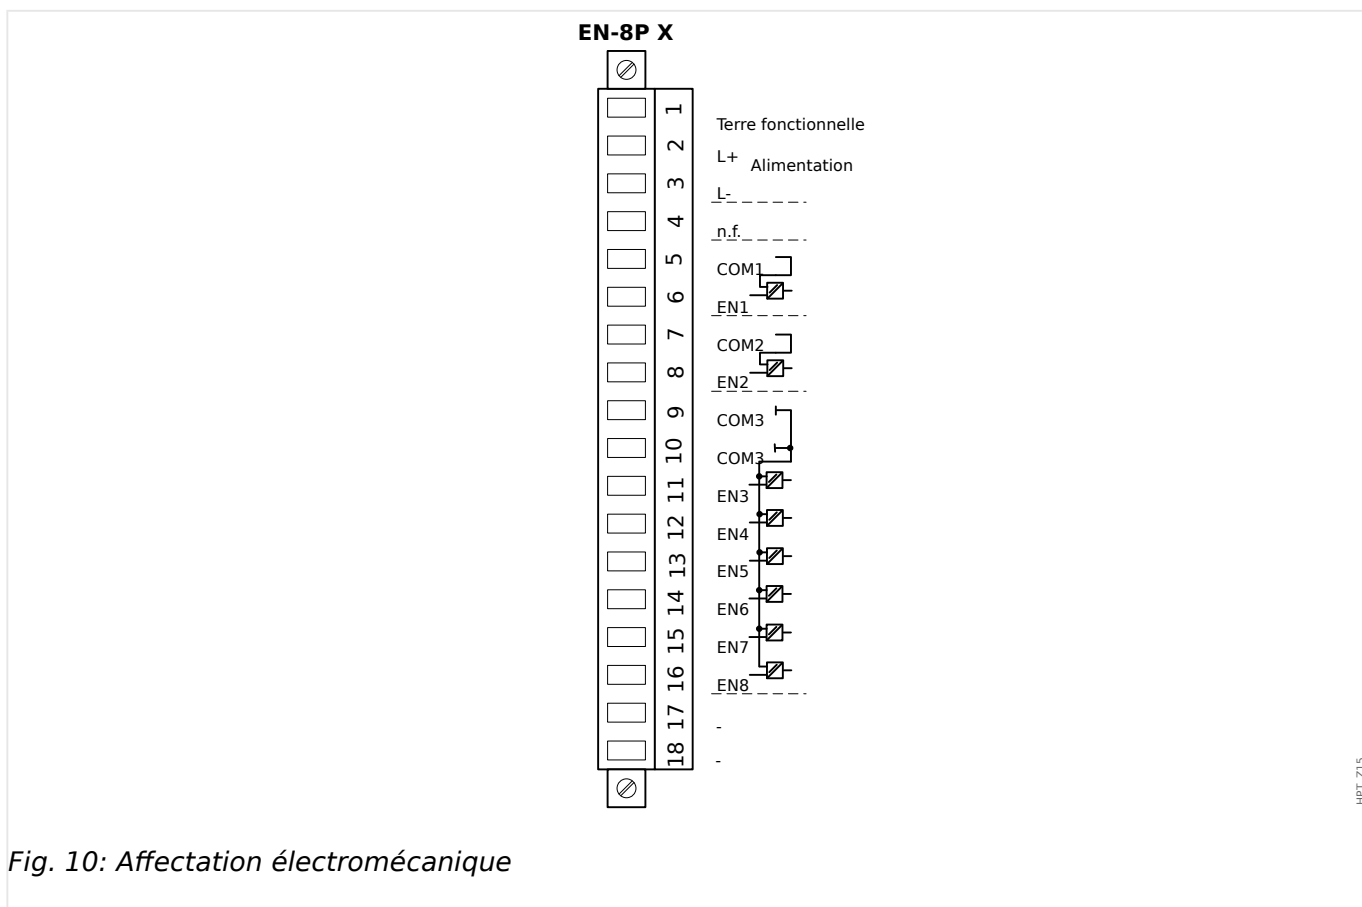 EN-8P X
1
Terre fonctionnelle
2
L+
Alimentation
3
L-
4
n.f.
5
COM1
6
EN1
7
COM2
8
EN2
9
COM3
10
COM3
11
EN3
12
EN4
13
EN5
14
EN6
15
EN7
16
EN8
17
-
18
-
Fig. 10: Affectation électromécanique